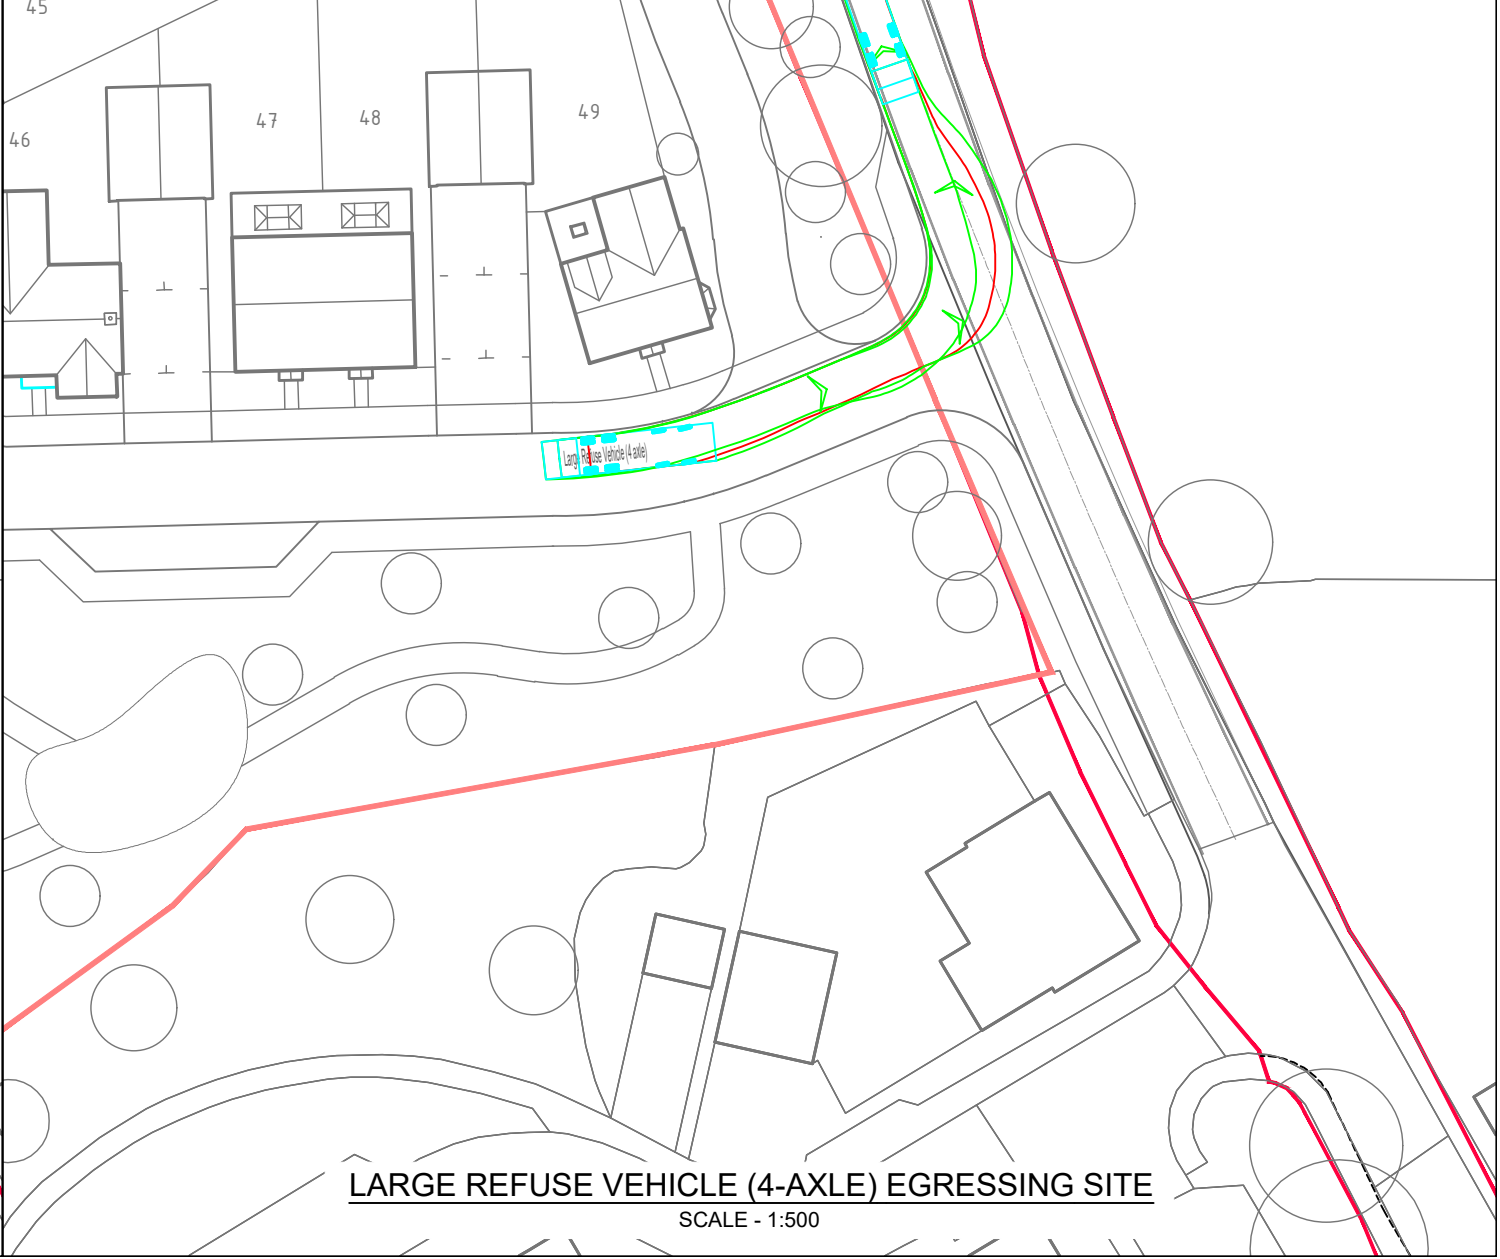 45
46
47
48
49
Large Refuse Vehicle (4 axle)
LARGE REFUSE VEHICLE (4-AXLE) EGRESSING SITE
SCALE - 1:500